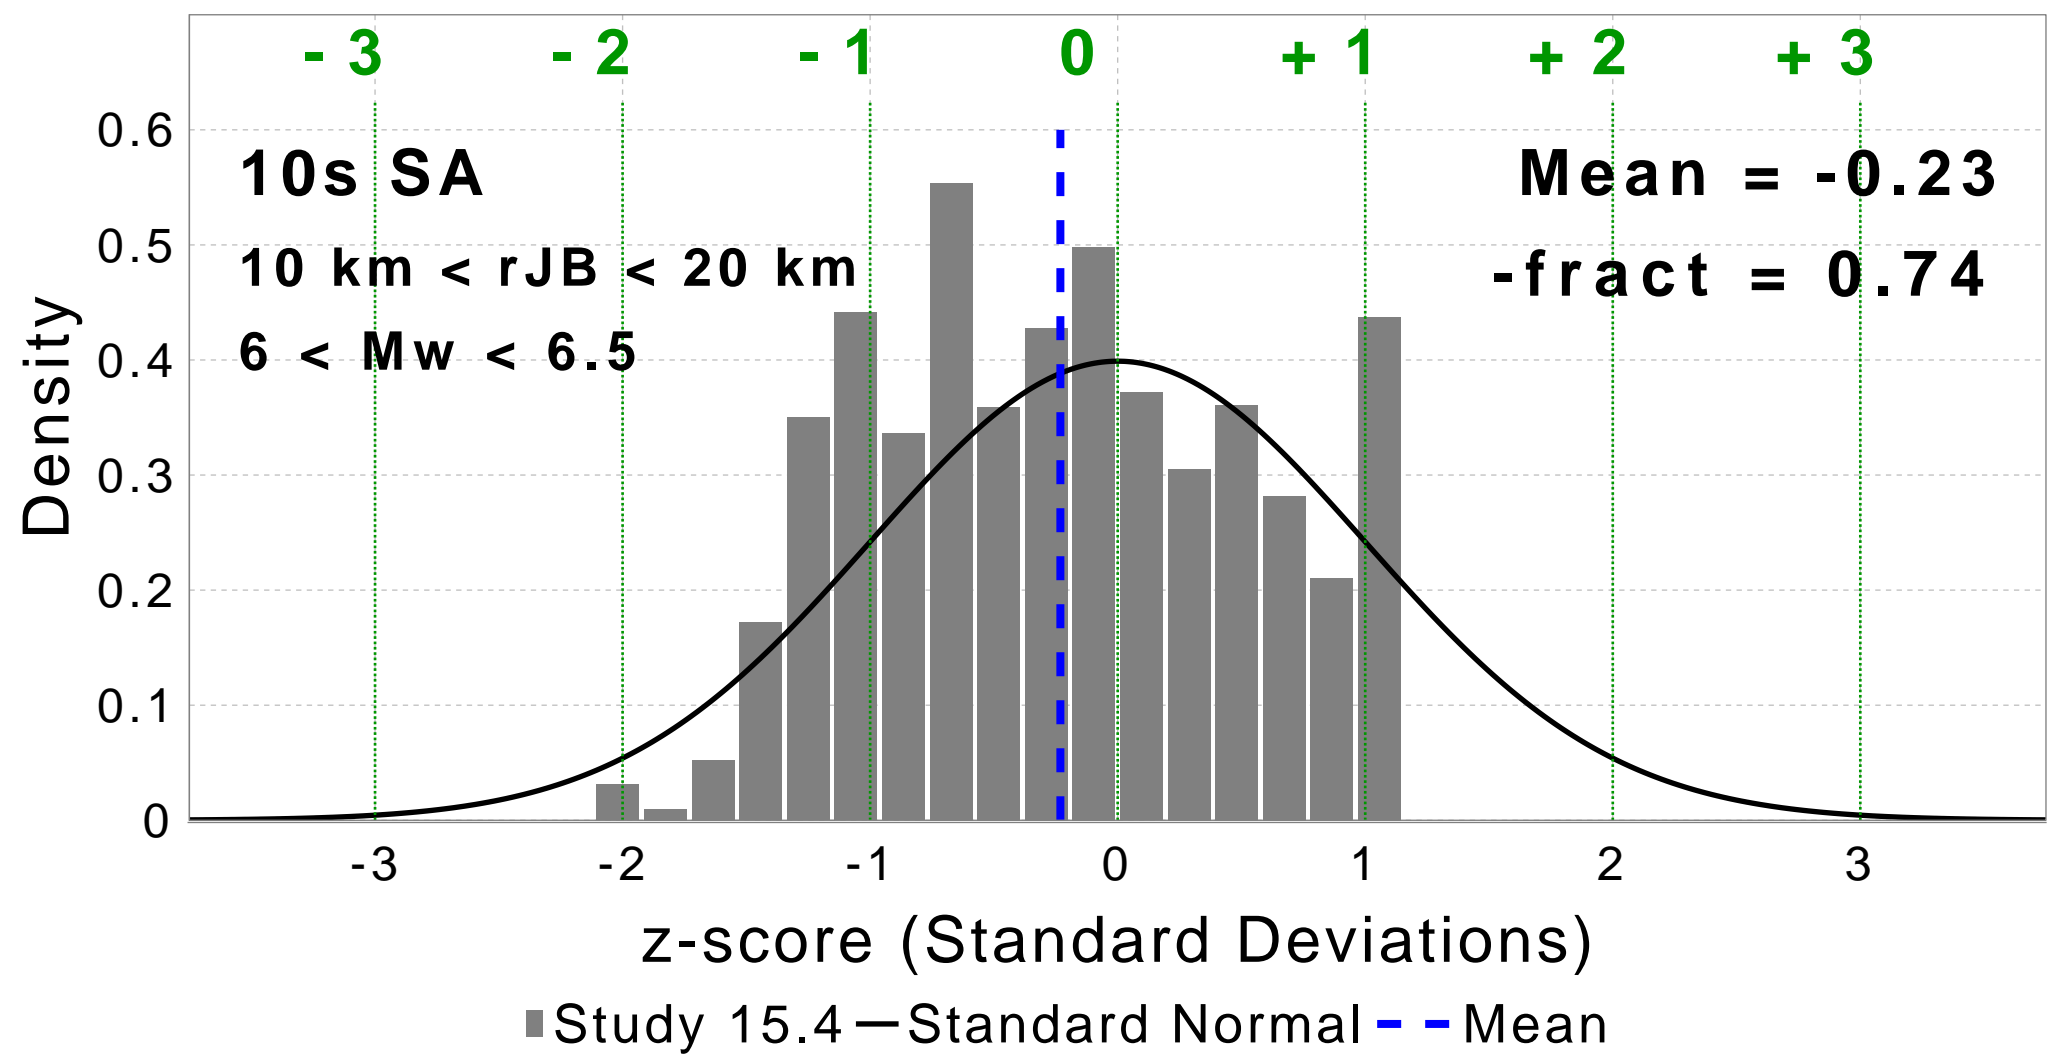 - 3 - 2 - 1 0 + 1 + 2 + 3
0.6
0.5
0.4
0.3
0.2
0.1
0
Density
10s SA
10 km < rJB < 20 km
6 < Mw < 6.5
Mean = -0.23
-fract = 0.74
-3 -2 -1 0 1 2 3
z-score (Standard Deviations)
Study 15.4 Standard Normal Mean